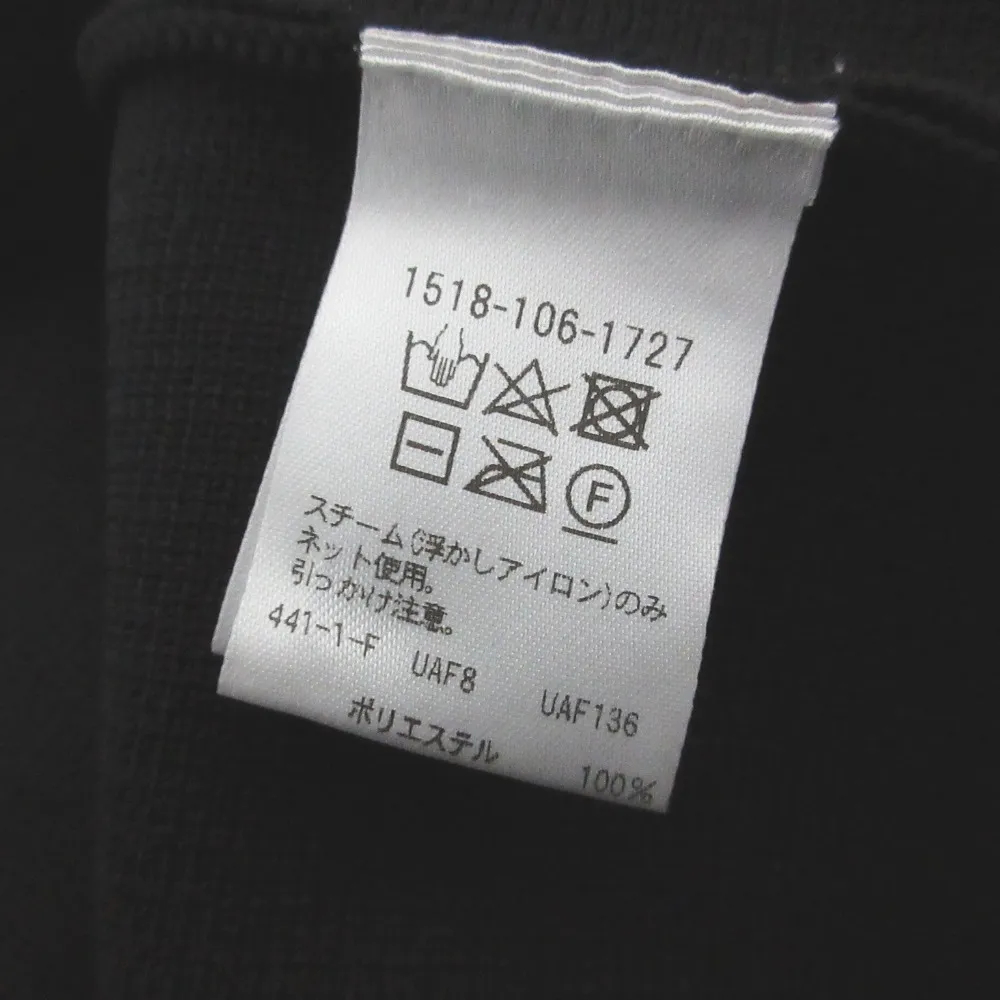 1518-106-1727
F
スチーム(浮かしアイロン)のみ
ネット使用。
引っかけ注意。
441-1-F UAF8 UAF136
ポリエステル 100%